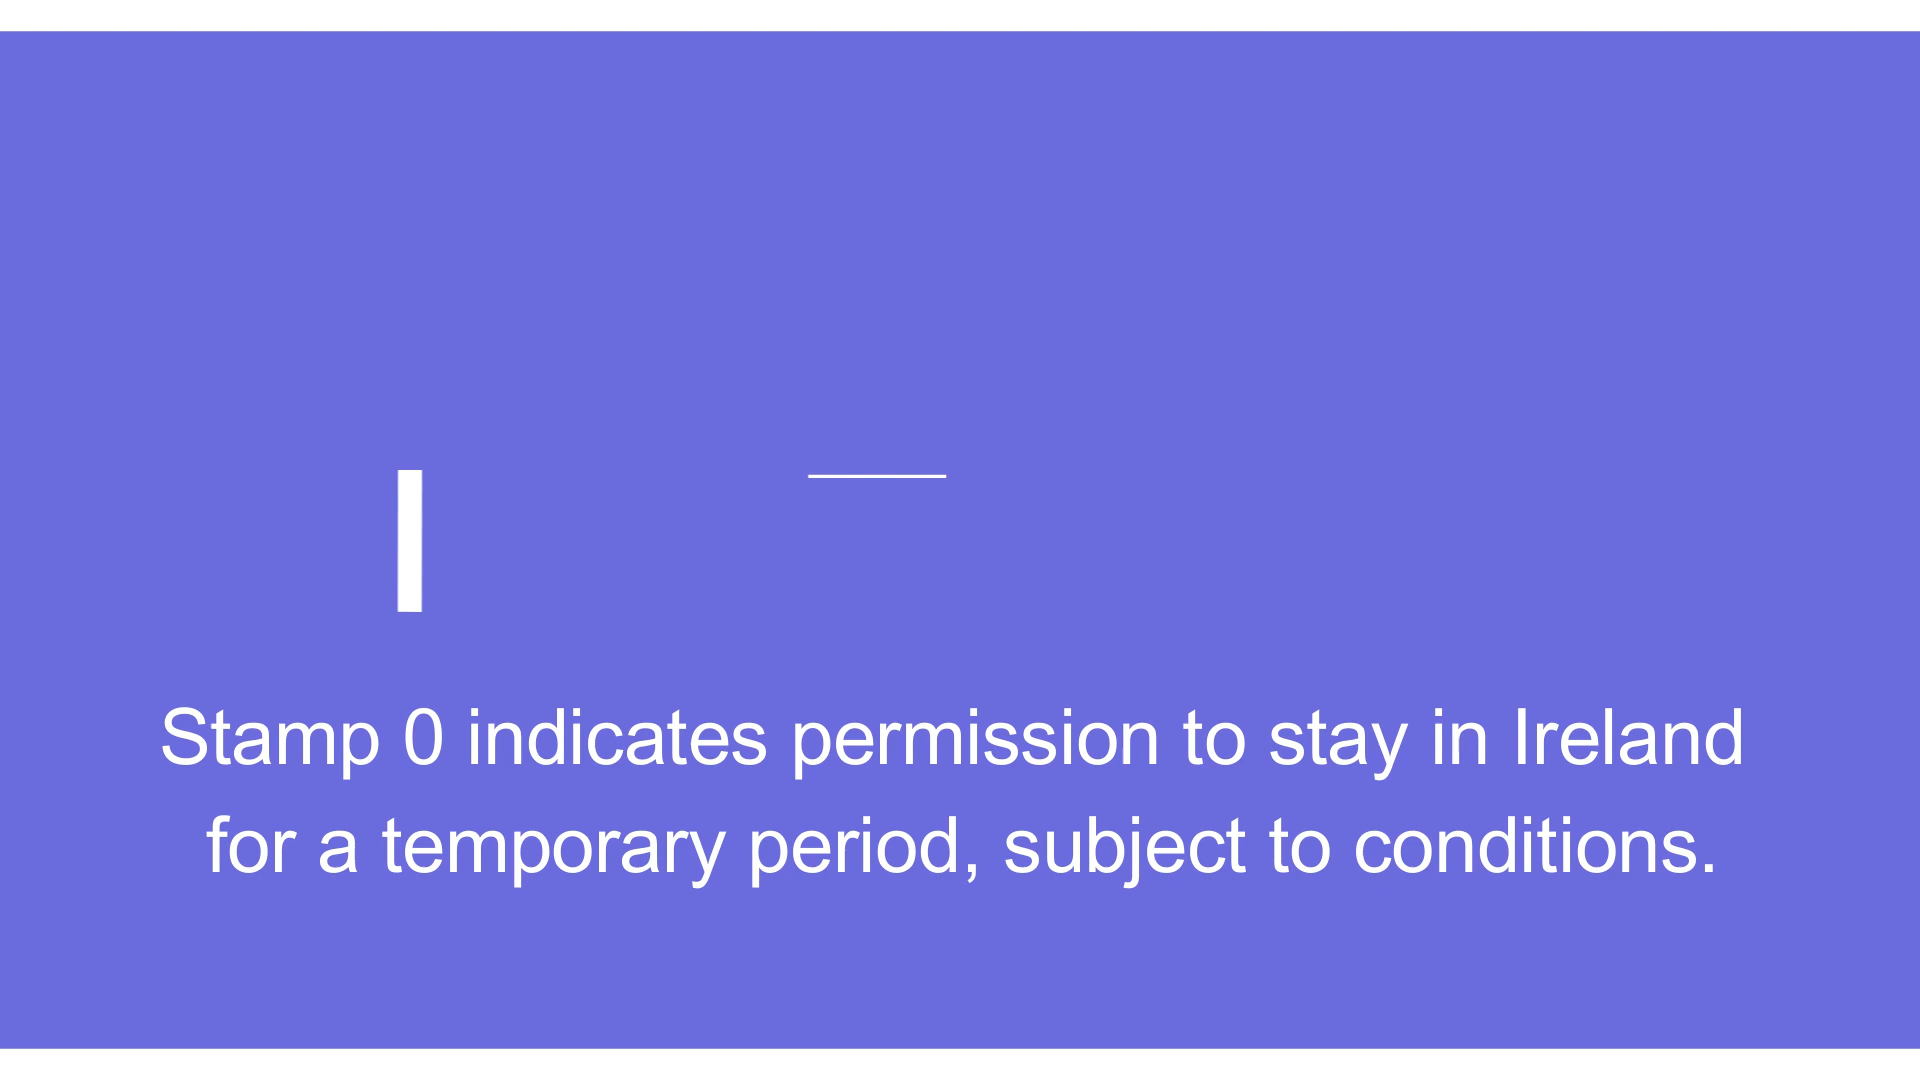 I
Stamp 0 indicates permission to stay in Ireland
for a temporary period, subject to conditions.